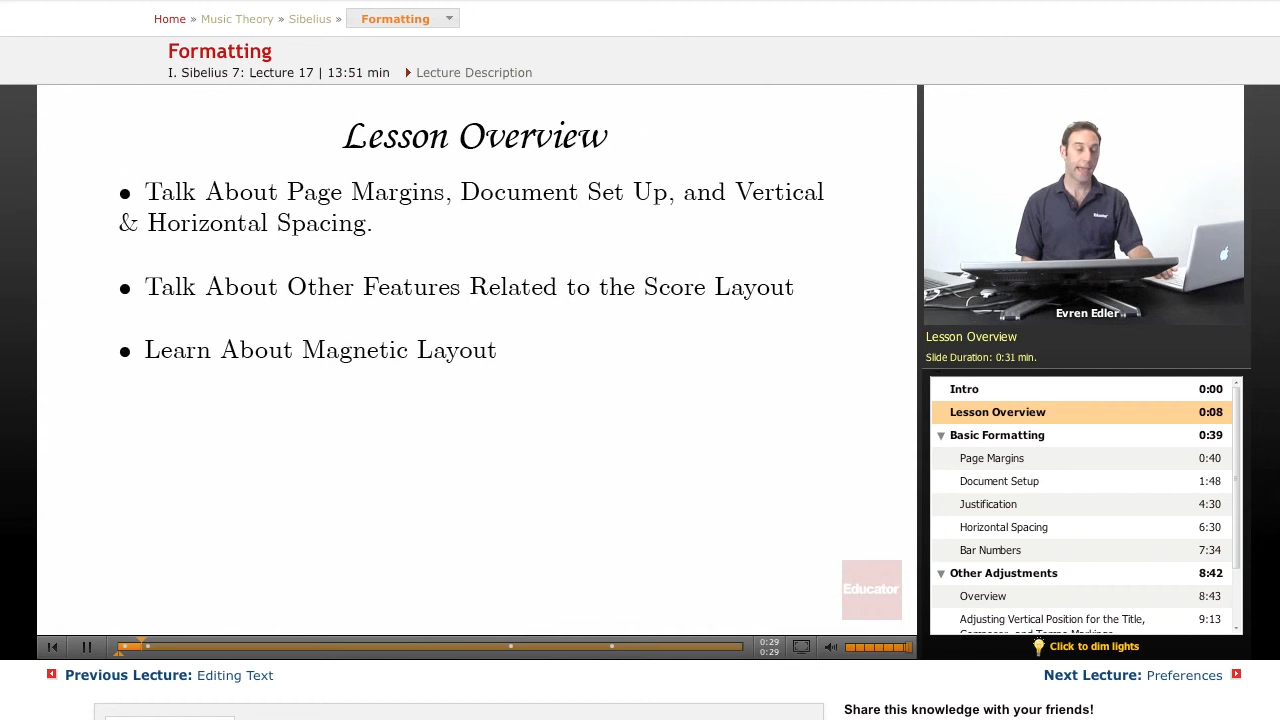 Home » Music Theory » Sibelius » Formatting
Formatting
I. Sibelius 7: Lecture 17 | 13:51 min Lecture Description
Lesson Overview
• Talk About Page Margins, Document Set Up, and Vertical
& Horizontal Spacing.
• Talk About Other Features Related to the Score Layout
• Learn About Magnetic Layout
Educator
Educator
Evren Edler
Lesson Overview
Slide Duration: 0:31 min.
Intro 0:00
Lesson Overview 0:08
Basic Formatting 0:39
Page Margins 0:40
Document Setup 1:48
Justification 4:30
Horizontal Spacing 6:30
Bar Numbers 7:34
Other Adjustments 8:42
Overview 8:43
Adjusting Vertical Position for the Title, 9:13
Composer, and Tempo Markings
0:29
0:29
Click to dim lights
Previous Lecture: Editing Text
Next Lecture: Preferences
Share this knowledge with your friends!